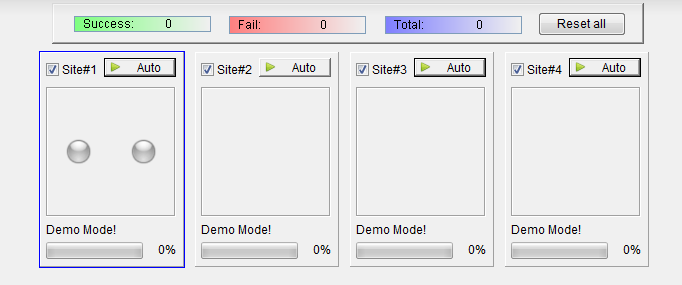 Success: 0 Fail: 0 Total: 0 Reset all
Site#1 Auto Site#2 Auto Site#3 Auto Site#4 Auto
Demo Mode! Demo Mode! Demo Mode! Demo Mode!
0% 0% 0% 0%